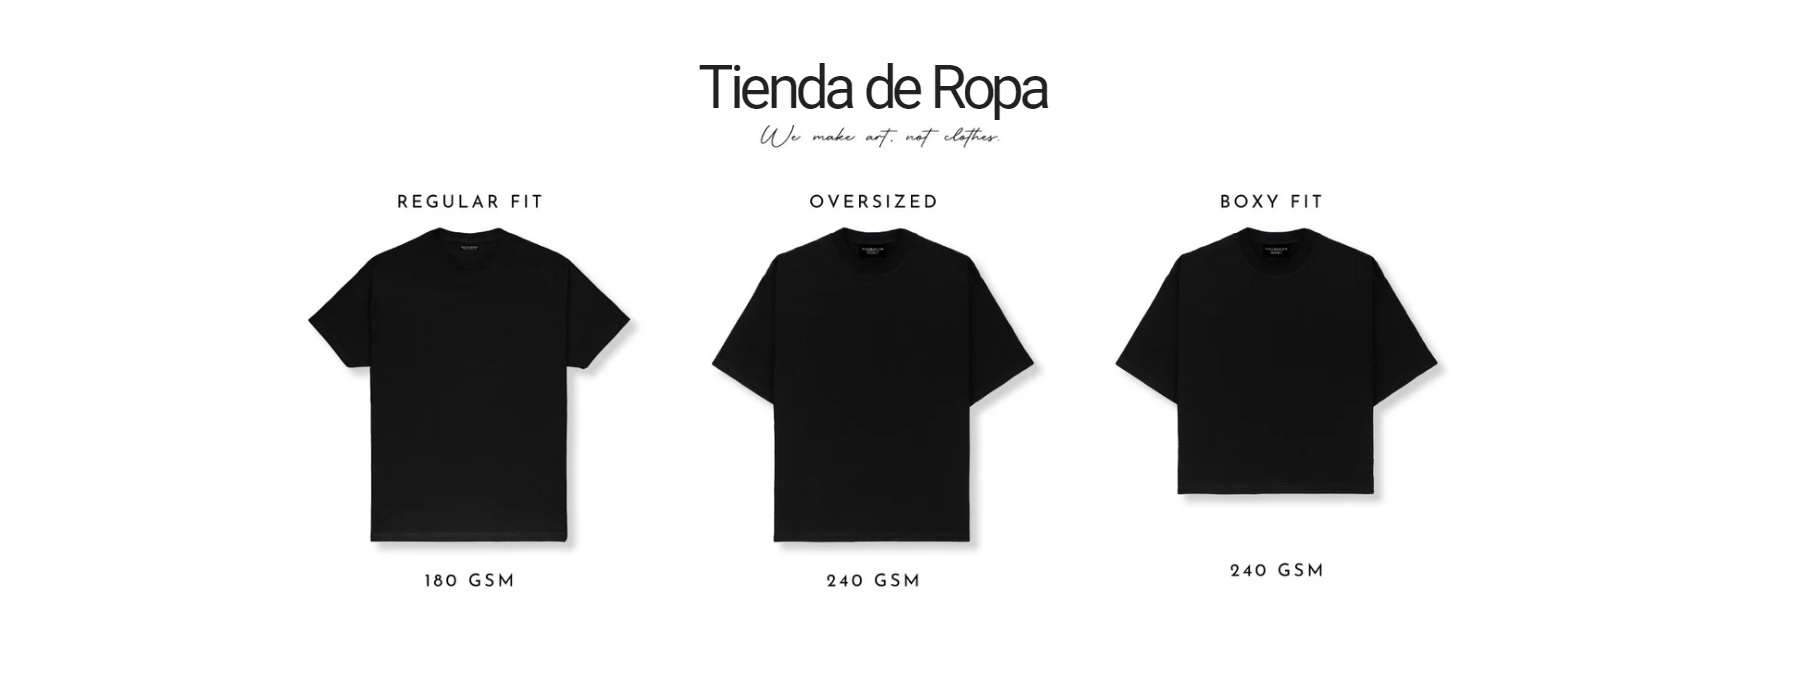 Tienda de Ropa
We make art, not clothes.
REGULAR FIT
OVERSIZED
BOXY FIT
180 GSM
240 GSM
240 GSM